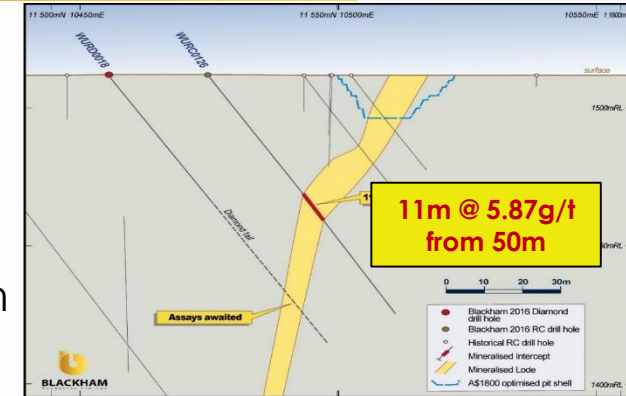 11 500mN 10450mE
11 550mN 10500mE
10550mE
WURD0018
WURC0126
surface
1500mRL
11m @ 5.87g/t
from 50m
Diamond tail
Assays awaited
0 10 20 30m
Blackham 2016 Diamond
drill hole
Blackham 2016 RC drill hole
Historical RC drill hole
Mineralised Intercept
Mineralised Lode
A$1800 optimised pit shell
1400mRL
BLACKHAM